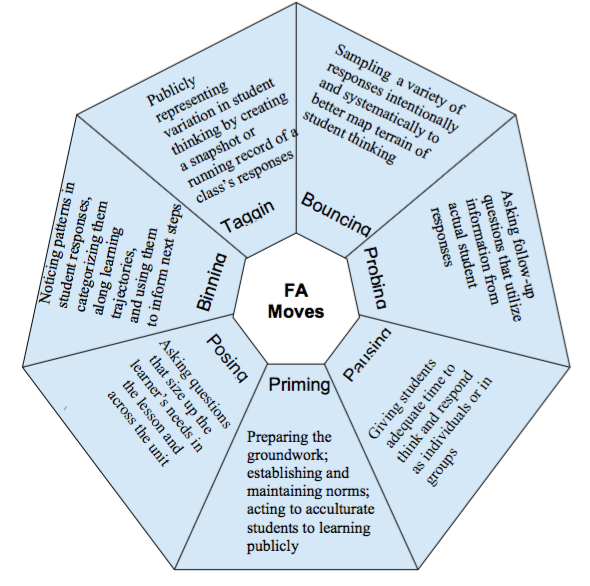 FA
Moves
Priming
Preparing the
groundwork;
establishing and
maintaining norms;
acting to acculturate
students to learning
publicly
Posing
Asking questions
that size up the
learner's needs in
the lesson and
across the unit
Pausing
Giving students
adequate time to
think and respond
as individuals or in
groups
Probing
Asking follow-up
questions that utilize
information from
actual student
responses
Bouncing
Sampling a variety of
responses intentionally
and systematically to
better map terrain of
student thinking
Taggin
Publicly
representing
variation in student
thinking by creating
a snapshot or
running record of a
class's responses
Binning
Noticing patterns in
student responses,
categorizing them
along learning
trajectories,
and using them
to inform next steps